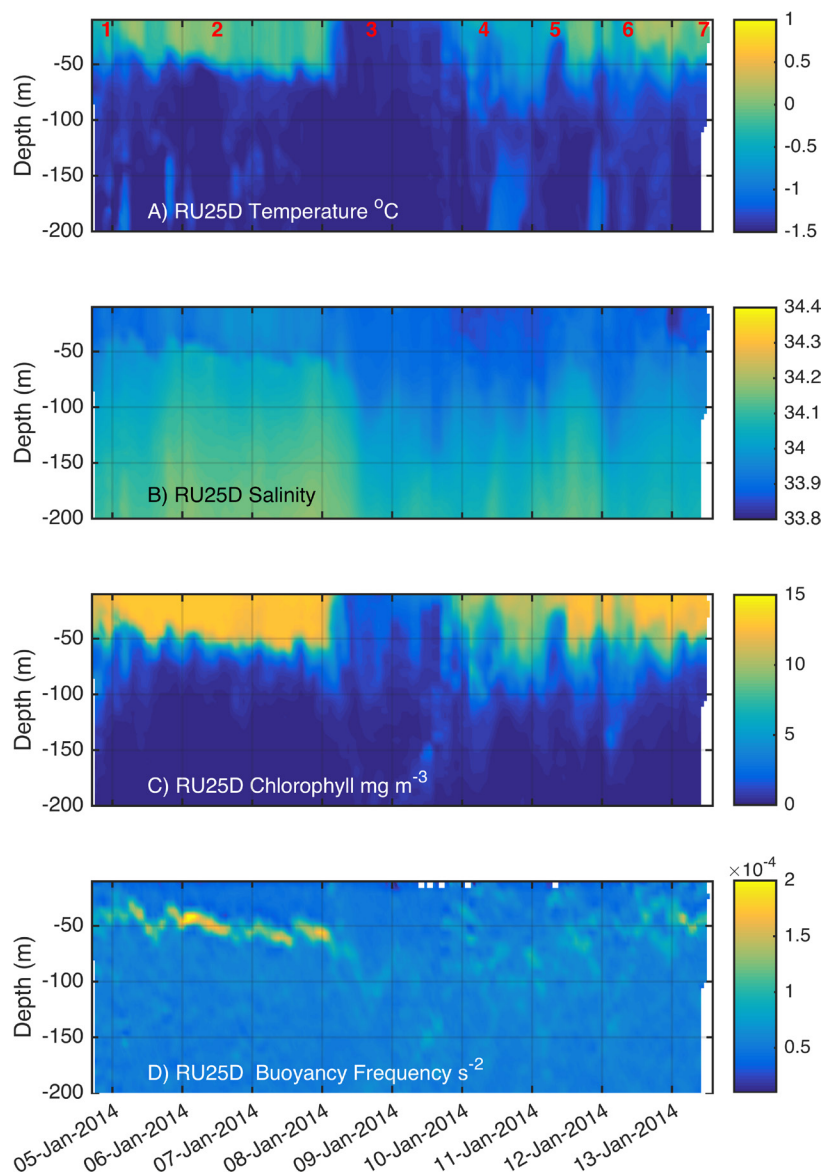 1 2 3 4 5 6 7
Depth (m)
-50
-100
-150
-200
A) RU25D Temperature °C
1
0.5
0
-0.5
-1
-1.5
Depth (m)
-50
-100
-150
-200
B) RU25D Salinity
34.4
34.3
34.2
34.1
34
33.9
33.8
Depth (m)
-50
-100
-150
-200
C) RU25D Chlorophyll mg m⁻³
15
10
5
0
Depth (m)
-50
-100
-150
-200
D) RU25D Buoyancy Frequency s⁻²
×10⁻⁴
2
1.5
1
0.5
05-Jan-2014
06-Jan-2014
07-Jan-2014
08-Jan-2014
09-Jan-2014
10-Jan-2014
11-Jan-2014
12-Jan-2014
13-Jan-2014